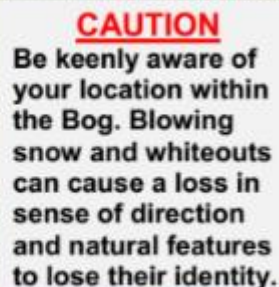 CAUTION
Be keenly aware of
your location within
the Bog. Blowing
snow and whiteouts
can cause a loss in
sense of direction
and natural features
to lose their identity.